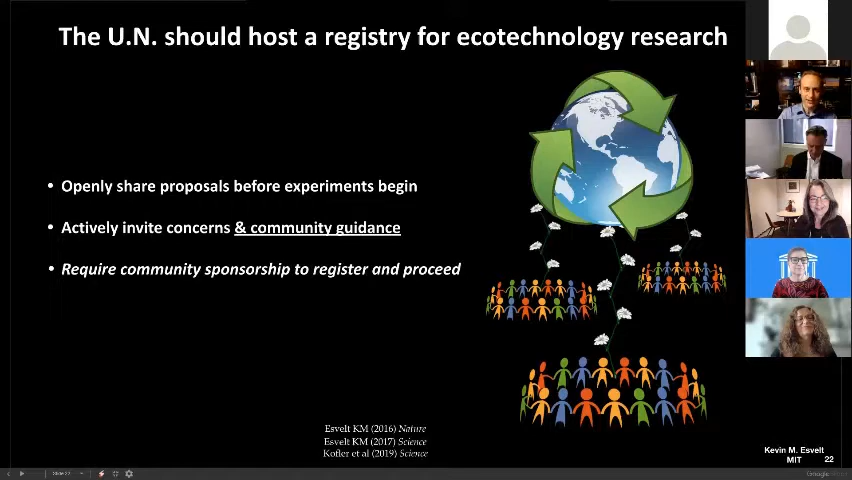 The U.N. should host a registry for ecotechnology research
• Openly share proposals before experiments begin
• Actively invite concerns & community guidance
• Require community sponsorship to register and proceed
Esvelt KM (2016) Nature
Esvelt KM (2017) Science
Kofler et al (2019) Science
Kevin M. Esvelt
MIT
22
Slide 22